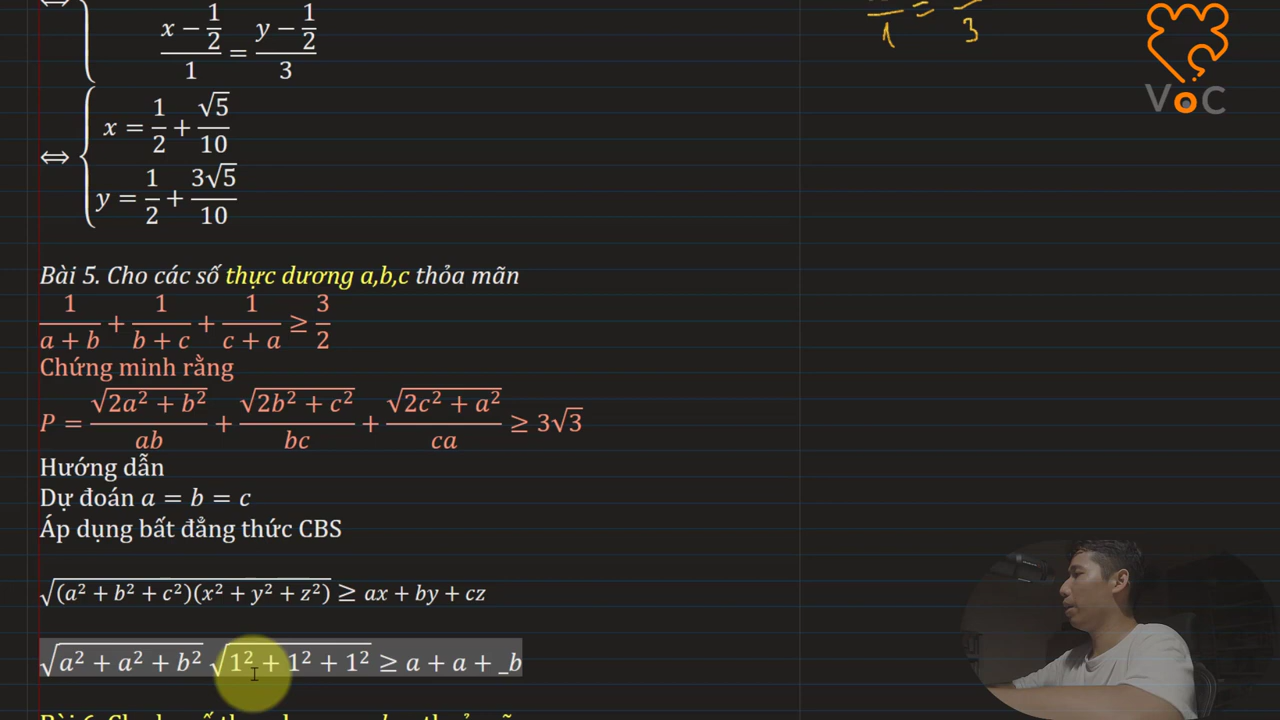 ⇔ { (x − 1/2)/1 = (y − 1/2)/3
1 = 3
VoC
⇔ { x = 1/2 + √5/10
y = 1/2 + 3√5/10
Bài 5. Cho các số thực dương a,b,c thỏa mãn
1/(a + b) + 1/(b + c) + 1/(c + a) ≥ 3/2
Chứng minh rằng
P = √(2a² + b²)/ab + √(2b² + c²)/bc + √(2c² + a²)/ca ≥ 3√3
Hướng dẫn
Dự đoán a = b = c
Áp dụng bất đẳng thức CBS
√((a² + b² + c²)(x² + y² + z²)) ≥ ax + by + cz
√(a² + a² + b²) √(1² + 1² + 1²) ≥ a + a + _b